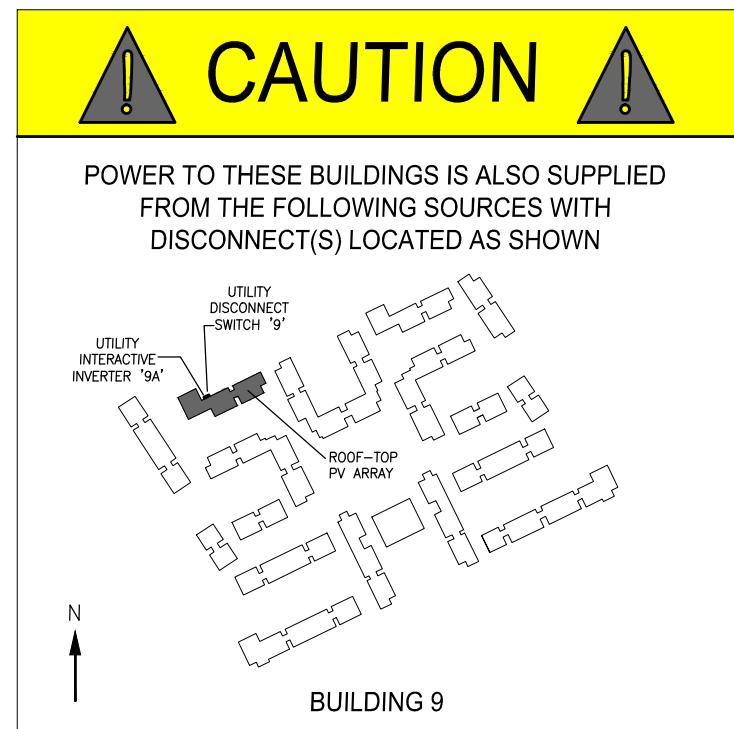 CAUTION
POWER TO THESE BUILDINGS IS ALSO SUPPLIED
FROM THE FOLLOWING SOURCES WITH
DISCONNECT(S) LOCATED AS SHOWN
UTILITY
DISCONNECT
SWITCH '9'
UTILITY
INTERACTIVE
INVERTER '9A'
ROOF-TOP
PV ARRAY
N
BUILDING 9